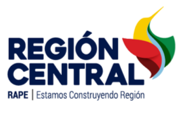 REGIÓN
CENTRAL
RAPE | Estamos Construyendo Región